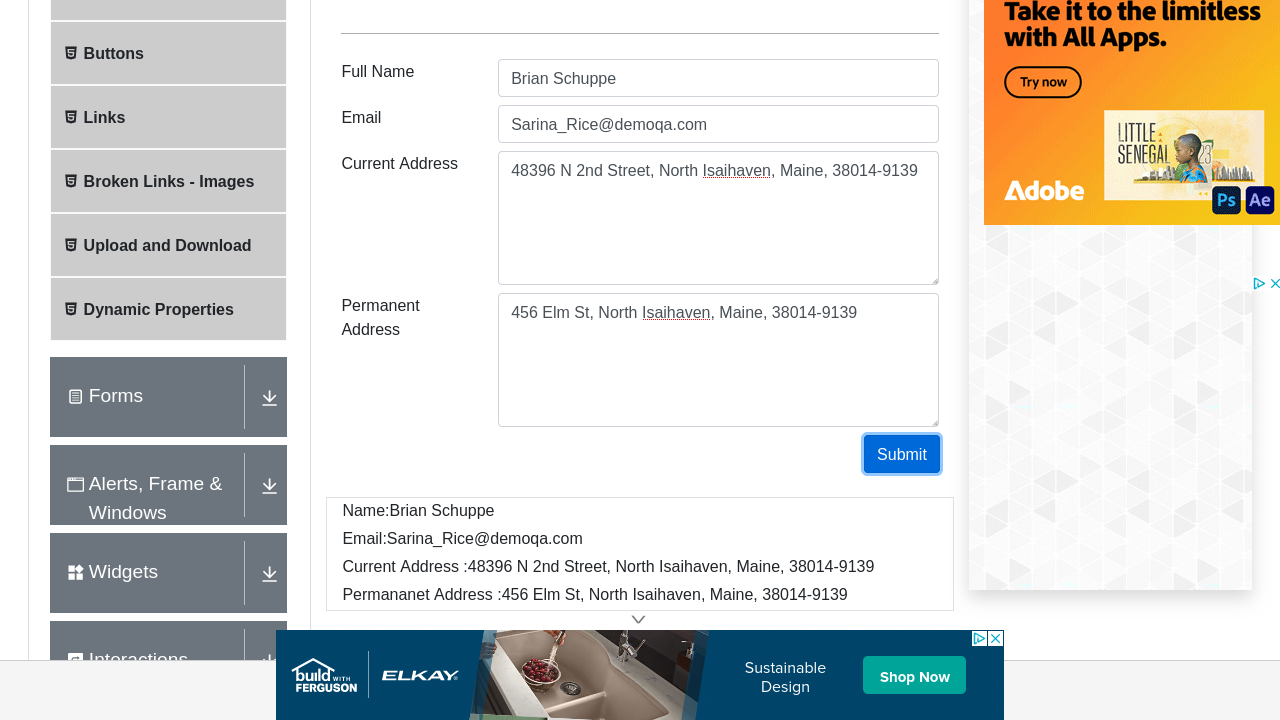 Buttons
Links
Broken Links - Images
Upload and Download
Dynamic Properties
Forms
Alerts, Frame &
Windows
Widgets
Interactions
Full Name
Brian Schuppe
Email
Sarina_Rice@demoqa.com
Current Address
48396 N 2nd Street, North Isaihaven, Maine, 38014-9139
Permanent
Address
456 Elm St, North Isaihaven, Maine, 38014-9139
Submit
Name:Brian Schuppe
Email:Sarina_Rice@demoqa.com
Current Address :48396 N 2nd Street, North Isaihaven, Maine, 38014-9139
Permananet Address :456 Elm St, North Isaihaven, Maine, 38014-9139
Take it to the limitless
with All Apps.
Try now
LITTLE
SENEGAL
Adobe
Ps
Ae
build WITH
FERGUSON
ELKAY
Sustainable
Design
Shop Now